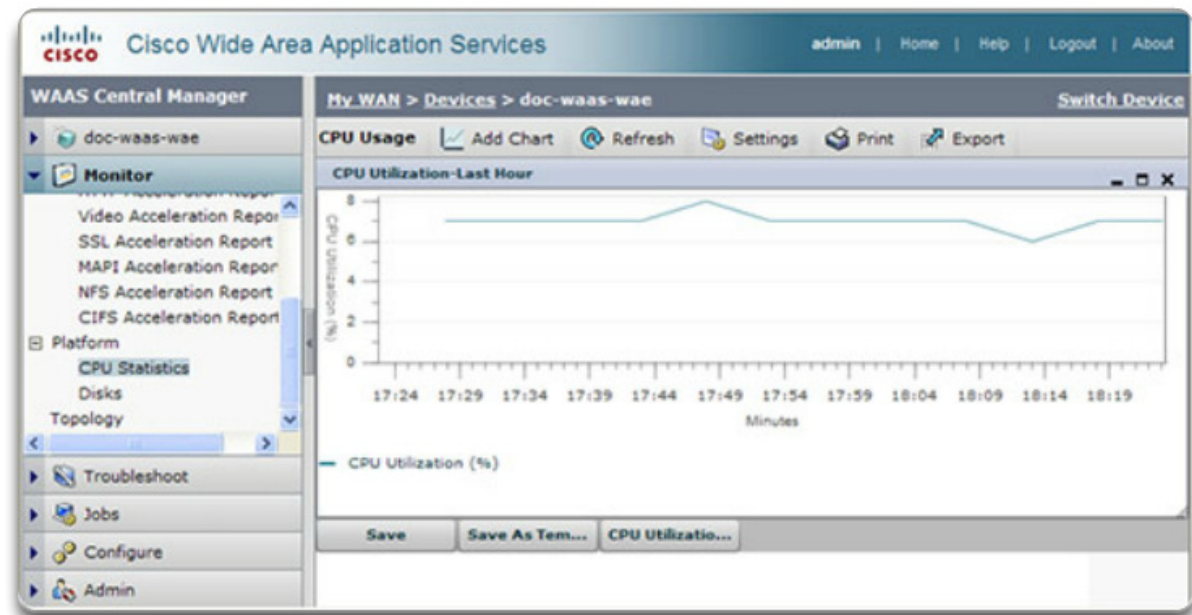 CISCO Cisco Wide Area Application Services admin | Home | Help | Logout | About
WAAS Central Manager
doc-waas-wae
Monitor
Video Acceleration Repor
SSL Acceleration Report
MAPI Acceleration Repor
NFS Acceleration Report
CIFS Acceleration Report
Platform
CPU Statistics
Disks
Topology
Troubleshoot
Jobs
Configure
Admin
My WAN > Devices > doc-waas-wae Switch Device
CPU Usage Add Chart Refresh Settings Print Export
CPU Utilization-Last Hour
CPU Utilization (%)
8
6
4
2
0
17:24 17:29 17:34 17:39 17:44 17:49 17:54 17:59 18:04 18:09 18:14 18:19
Minutes
CPU Utilization (%)
Save Save As Tem... CPU Utilizatio...